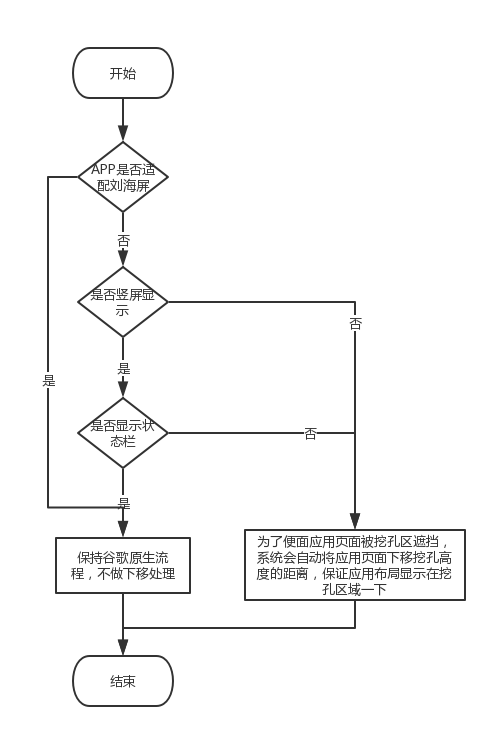 开始
APP是否适
配刘海屏
否
是否竖屏显
示
否
是
是
是否显示状
态栏
否
是
保持谷歌原生流
程，不做下移处理
为了便面应用页面被挖孔区遮挡，
系统会自动将应用页面下移挖孔高
度的距离，保证应用布局显示在挖
孔区域一下
结束